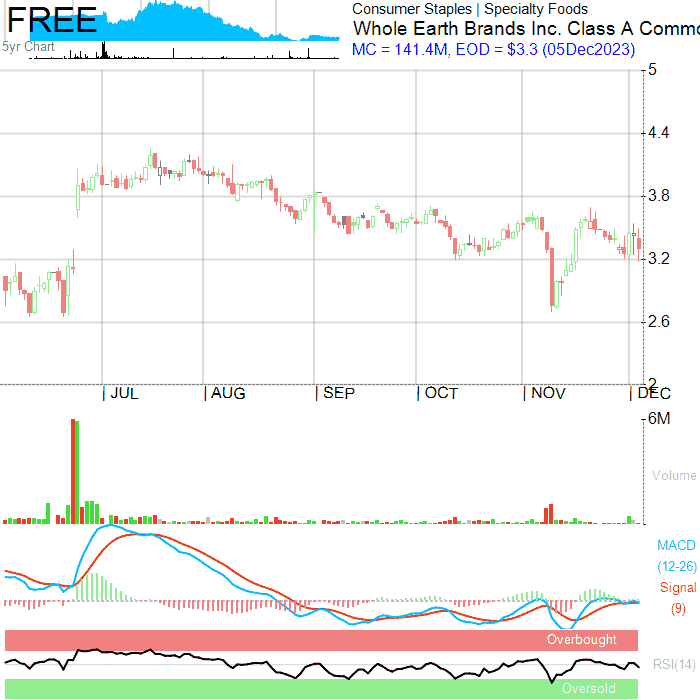 FREE
Consumer Staples | Specialty Foods
Whole Earth Brands Inc. Class A Commo
MC = 141.4M, EOD = $3.3 (05Dec2023)
5yr Chart
5
4.4
3.8
3.2
2.6
2
| JUL | AUG | SEP | OCT | NOV | DEC
6M
Volume
MACD
(12-26)
Signal
(9)
Overbought
RSI(14)
Oversold